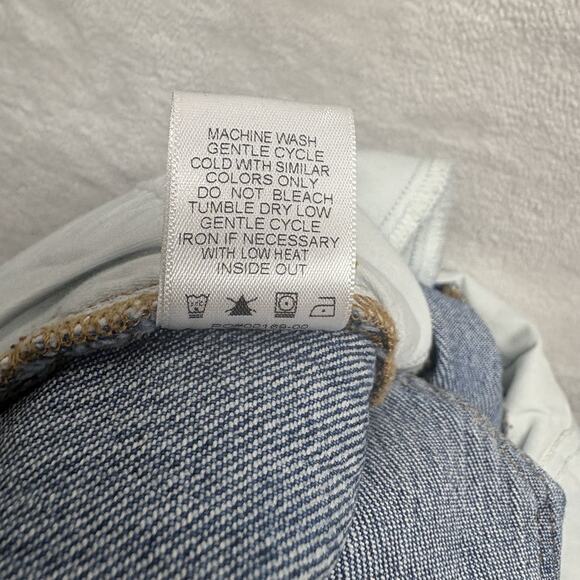 MACHINE WASH
GENTLE CYCLE
COLD WITH SIMILAR
COLORS ONLY
DO NOT BLEACH
TUMBLE DRY LOW
GENTLE CYCLE
IRON IF NECESSARY
WITH LOW HEAT
INSIDE OUT